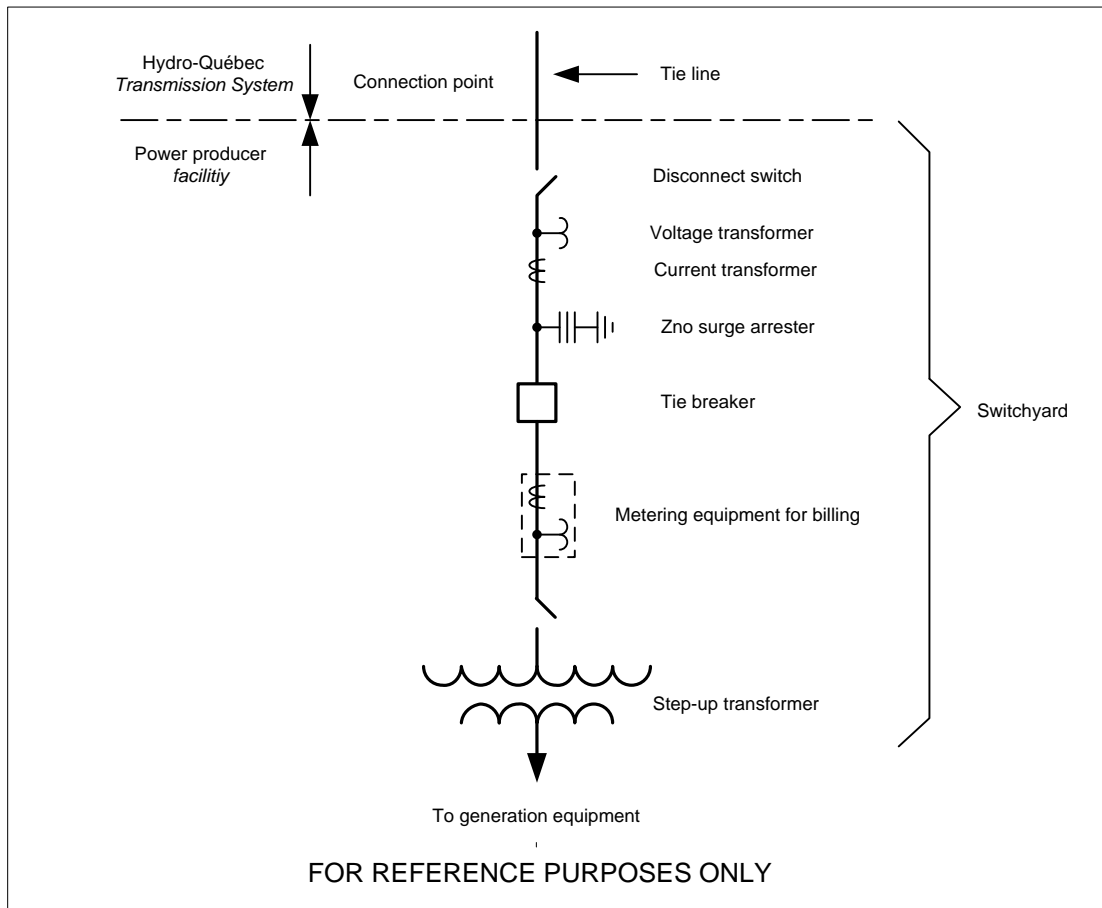 Hydro-Québec
Transmission System
Connection point
Tie line
Power producer
facilitiy
Disconnect switch
Voltage transformer
Current transformer
Zno surge arrester
Tie breaker
Switchyard
Metering equipment for billing
Step-up transformer
To generation equipment
FOR REFERENCE PURPOSES ONLY